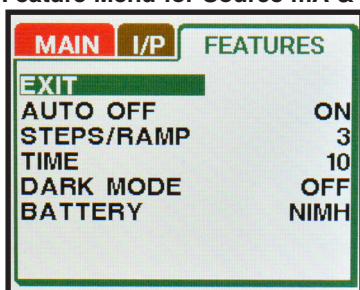 Feature Menu for Source mA &
MAIN I/P FEATURES
EXIT
AUTO OFF ON
STEPS/RAMP 3
TIME 10
DARK MODE OFF
BATTERY NIMH